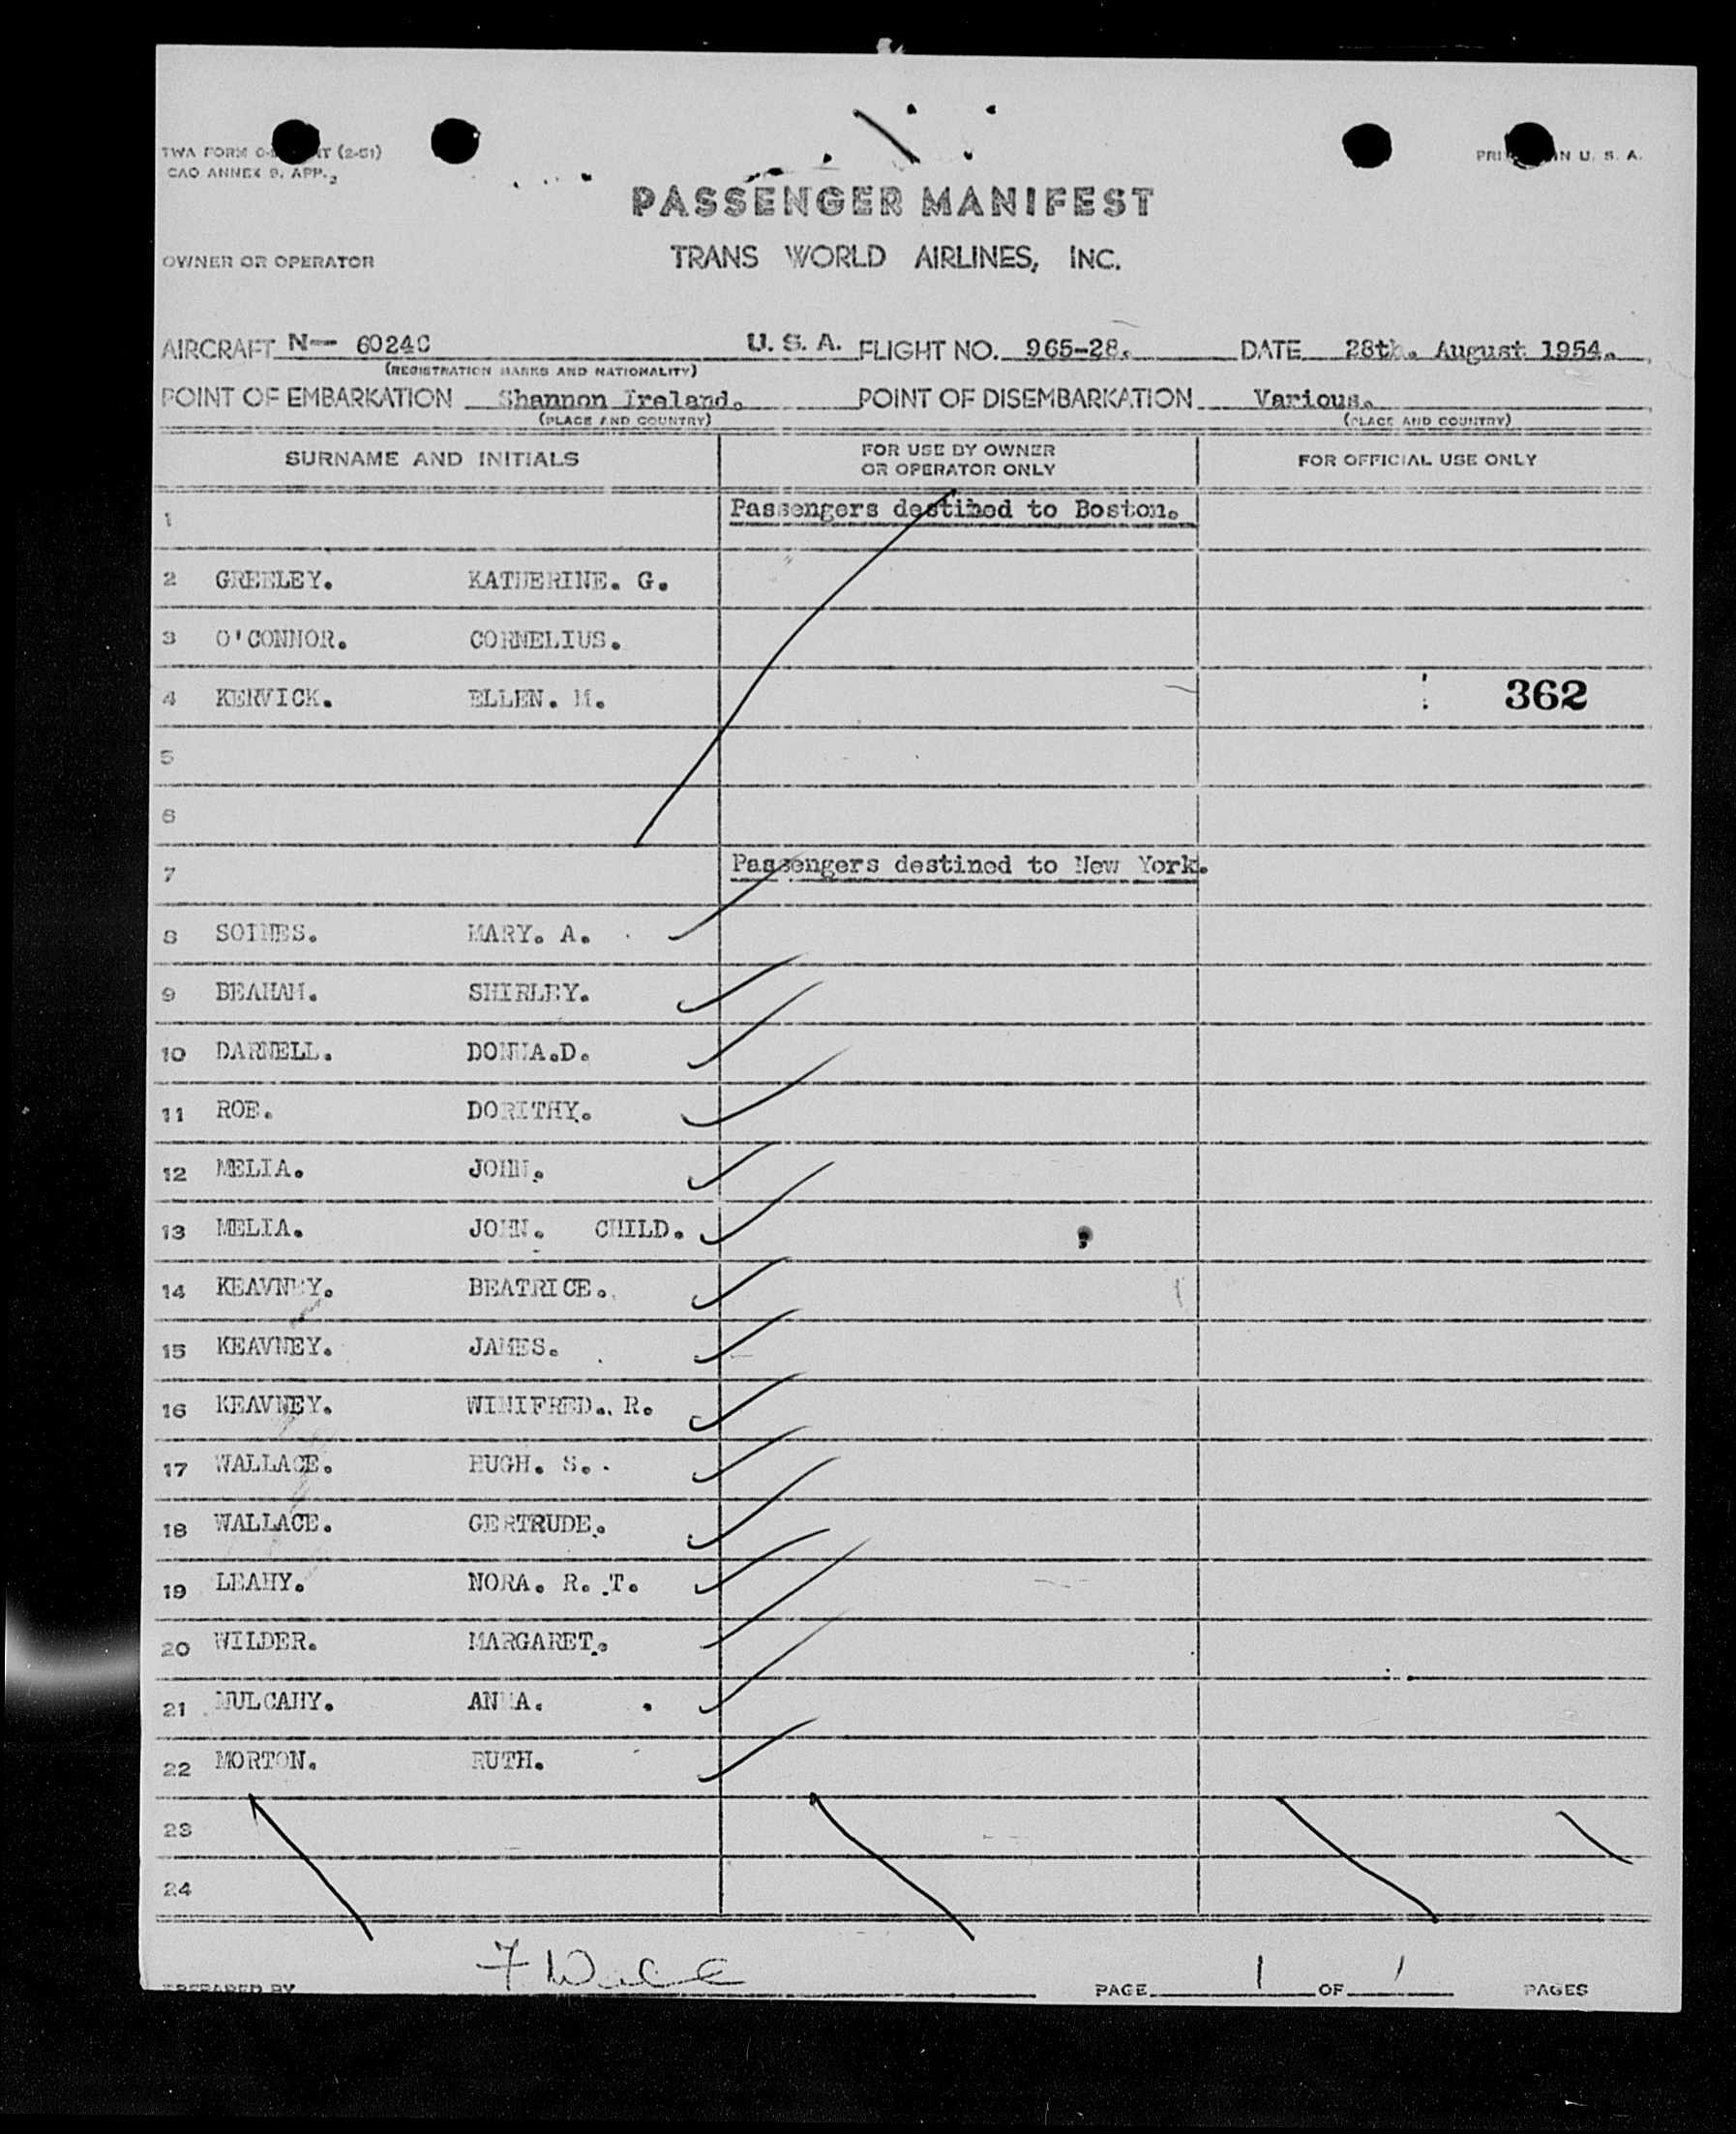 TWA FORM (2-51)
CAO ANNEX 9, APP. 2
PRINTED IN U. S. A.
PASSENGER MANIFEST
OWNER OR OPERATOR TRANS WORLD AIRLINES, INC.
AIRCRAFT N— 6024C U. S. A. FLIGHT NO. 965-28. DATE 28th. August 1954.
(REGISTRATION MARKS AND NATIONALITY)
POINT OF EMBARKATION Shannon Ireland. POINT OF DISEMBARKATION Various.
(PLACE AND COUNTRY) (PLACE AND COUNTRY)
SURNAME AND INITIALS FOR USE BY OWNER OR OPERATOR ONLY FOR OFFICIAL USE ONLY
1 Passengers destined to Boston.
2 GREELEY. KATHERINE. G.
3 O'CONNOR. CORNELIUS.
4 KERVICK. ELLEN. M. 362
5
6
7 Passengers destined to New York.
8 SOINES. MARY. A.
9 BEAHAN. SHIRLEY.
10 DARNELL. DONNA.D.
11 ROE. DORITHY.
12 MELIA. JOHN.
13 MELIA. JOHN. CHILD.
14 KEAVNEY. BEATRICE.
15 KEAVNEY. JAMES.
16 KEAVNEY. WINIFRED. R.
17 WALLACE. HUGH. S.
18 WALLACE. GERTRUDE.
19 LEAHY. NORA. R. T.
20 WILDER. MARGARET.
21 MULCAHY. ANNA.
22 MORTON. RUTH.
23
24
PREPARED BY PAGE 1 OF 1 PAGES